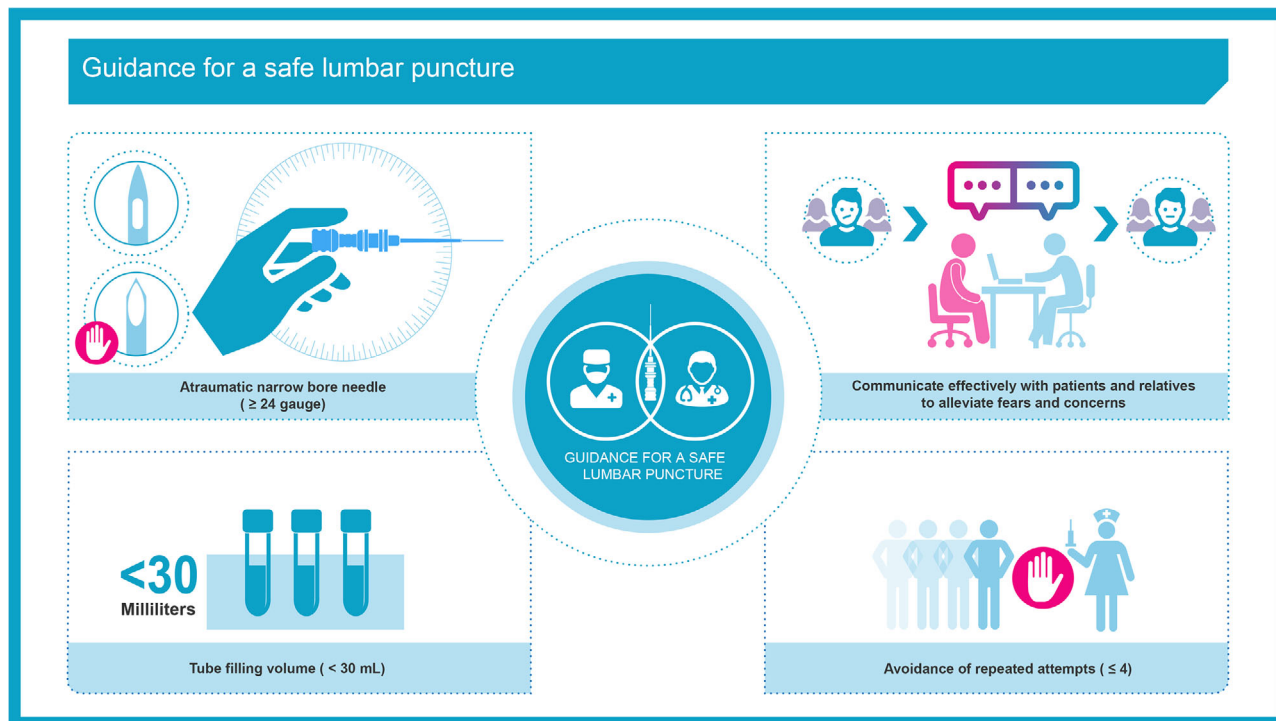 Guidance for a safe lumbar puncture
Atraumatic narrow bore needle
( ≥ 24 gauge)
Communicate effectively with patients and relatives
to alleviate fears and concerns
GUIDANCE FOR A SAFE
LUMBAR PUNCTURE
<30
Milliliters
Tube filling volume ( < 30 mL)
Avoidance of repeated attempts ( ≤ 4)